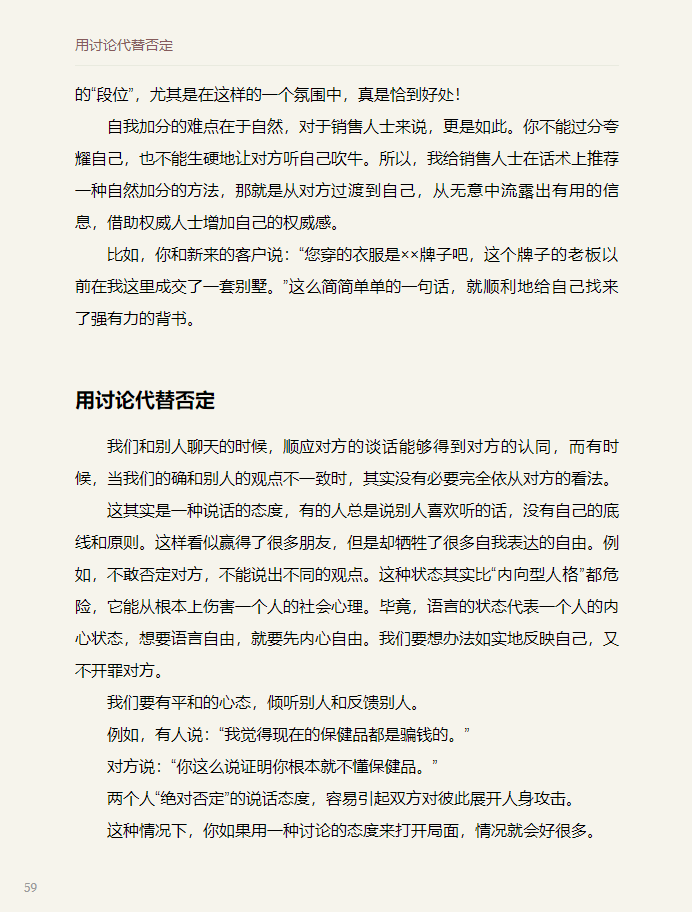 用讨论代替否定
的“段位”，尤其是在这样的一个氛围中，真是恰到好处！
自我加分的难点在于自然，对于销售人士来说，更是如此。你不能过分夸
耀自己，也不能生硬地让对方听自己吹牛。所以，我给销售人士在话术上推荐
一种自然加分的方法，那就是从对方过渡到自己，从无意中流露出有用的信
息，借助权威人士增加自己的权威感。
比如，你和新来的客户说：“您穿的衣服是××牌子吧，这个牌子的老板以
前在我这里成交了一套别墅。”这么简简单单的一句话，就顺利地给自己找来
了强有力的背书。
用讨论代替否定
我们和别人聊天的时候，顺应对方的谈话能够得到对方的认同，而有时
候，当我们的确和别人的观点不一致时，其实没有必要完全依从对方的看法。
这其实是一种说话的态度，有的人总是说别人喜欢听的话，没有自己的底
线和原则。这样看似赢得了很多朋友，但是却牺牲了很多自我表达的自由。例
如，不敢否定对方，不能说出不同的观点。这种状态其实比“内向型人格”都危
险，它能从根本上伤害一个人的社会心理。毕竟，语言的状态代表一个人的内
心状态，想要语言自由，就要先内心自由。我们要想办法如实地反映自己，又
不开罪对方。
我们要有平和的心态，倾听别人和反馈别人。
例如，有人说：“我觉得现在的保健品都是骗钱的。”
对方说：“你这么说证明你根本就不懂保健品。”
两个人“绝对否定”的说话态度，容易引起双方对彼此展开人身攻击。
这种情况下，你如果用一种讨论的态度来打开局面，情况就会好很多。
59